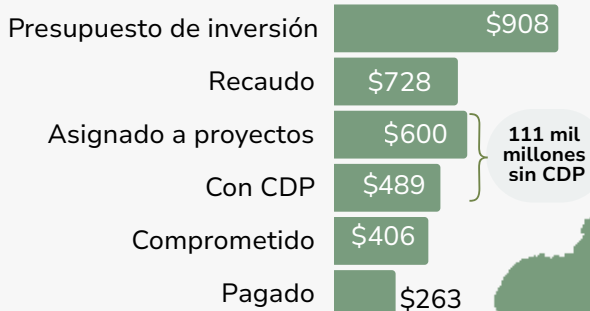 Presupuesto de inversión $908
Recaudo $728
Asignado a proyectos $600
111 mil
millones
sin CDP
Con CDP $489
Comprometido $406
Pagado $263